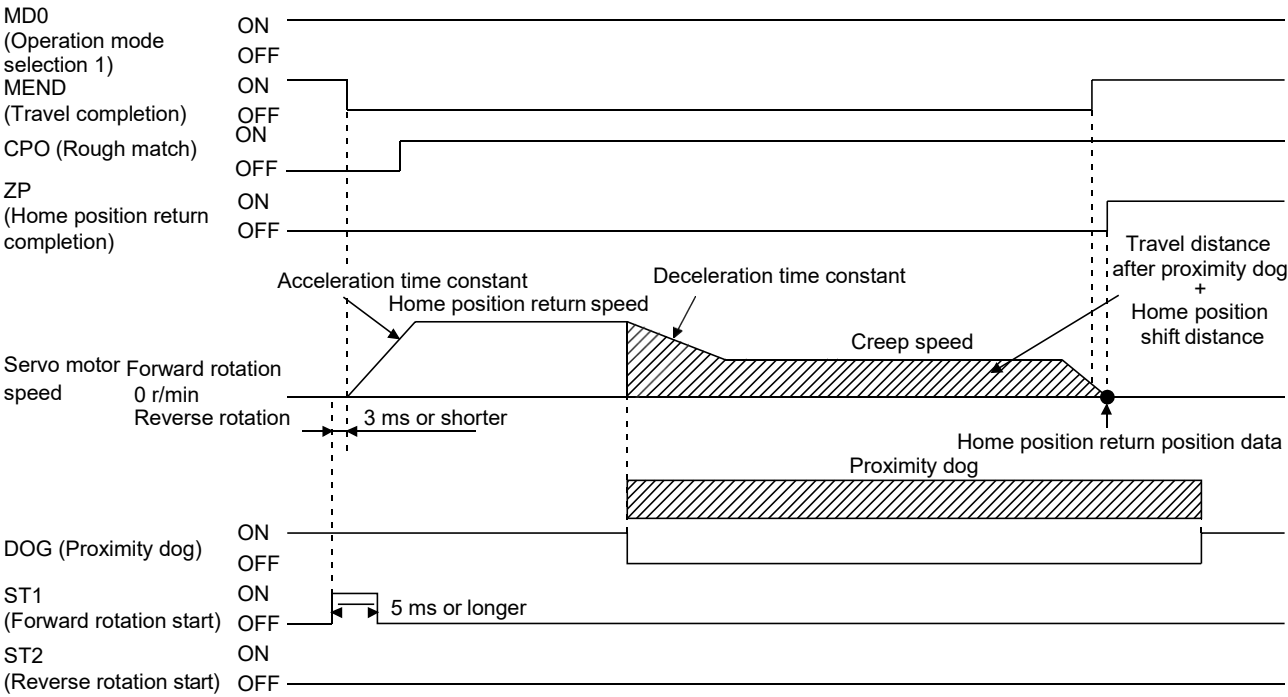 MD0
(Operation mode
selection 1)
ON
OFF
MEND
(Travel completion)
ON
OFF
CPO (Rough match)
ON
OFF
ZP
(Home position return
completion)
ON
OFF
Travel distance
after proximity dog
+
Home position
shift distance
Acceleration time constant
Home position return speed
Deceleration time constant
Creep speed
Servo motor
speed
Forward rotation
0 r/min
Reverse rotation
3 ms or shorter
Home position return position data
Proximity dog
DOG (Proximity dog)
ON
OFF
ST1
(Forward rotation start)
ON
OFF
5 ms or longer
ST2
(Reverse rotation start)
ON
OFF